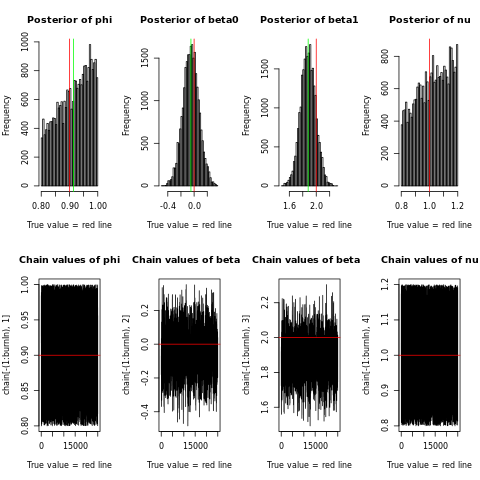 Posterior of phi
Posterior of beta0
Posterior of beta1
Posterior of nu
Frequency
0 200 400 600 800 1000
0.80 0.90 1.00
True value = red line
Frequency
0 500 1000 1500
-0.4 0.0
True value = red line
Frequency
0 500 1000 1500
1.6 2.0
True value = red line
Frequency
0 200 400 600 800
0.8 1.0 1.2
True value = red line
Chain values of phi
Chain values of beta
Chain values of beta
Chain values of nu
chain[-(1:burnIn), 1]
0.80 0.85 0.90 0.95 1.00
0 15000
True value = red line
chain[-(1:burnIn), 2]
-0.4 -0.2 0.0 0.2
0 15000
True value = red line
chain[-(1:burnIn), 3]
1.6 1.8 2.0 2.2
0 15000
True value = red line
chain[-(1:burnIn), 4]
0.8 0.9 1.0 1.1 1.2
0 15000
True value = red line